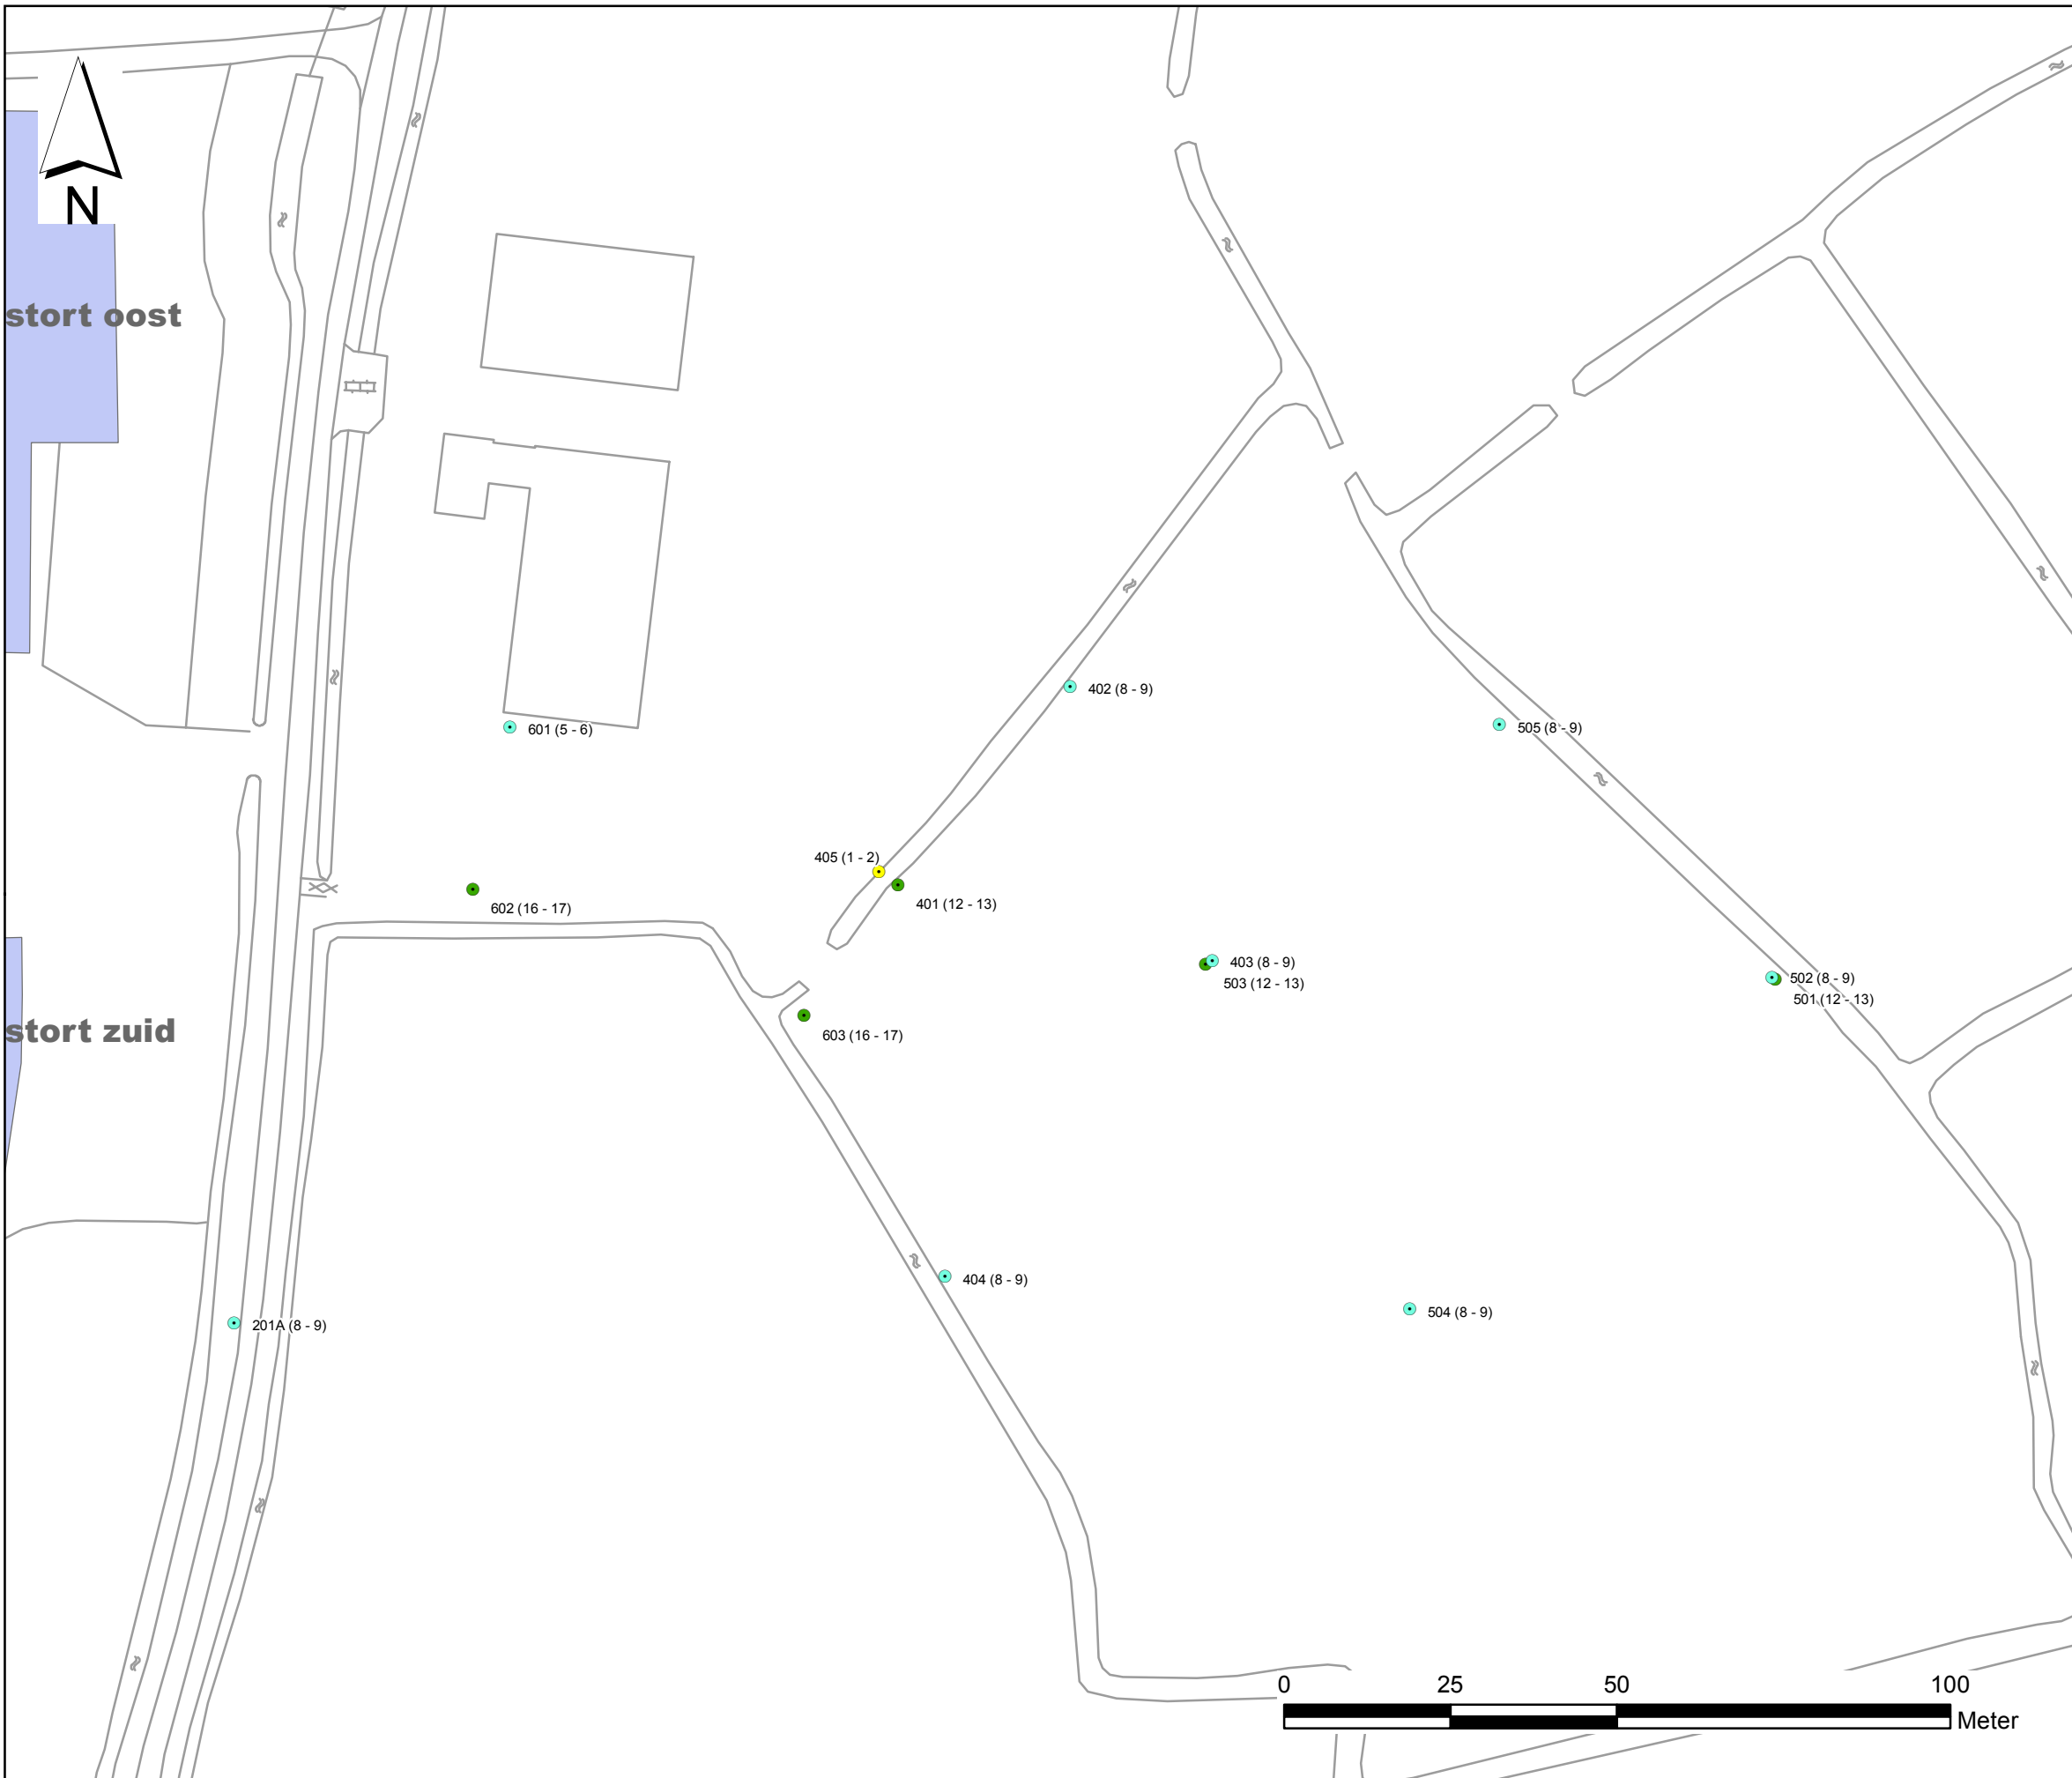 N
stort oost
402 (8 - 9)
505 (8 - 9)
601 (5 - 6)
405 (1 - 2)
401 (12 - 13)
602 (16 - 17)
403 (8 - 9)
503 (12 - 13)
502 (8 - 9)
501 (12 - 13)
stort zuid
603 (16 - 17)
404 (8 - 9)
504 (8 - 9)
201A (8 - 9)
0 25 50 100
Meter